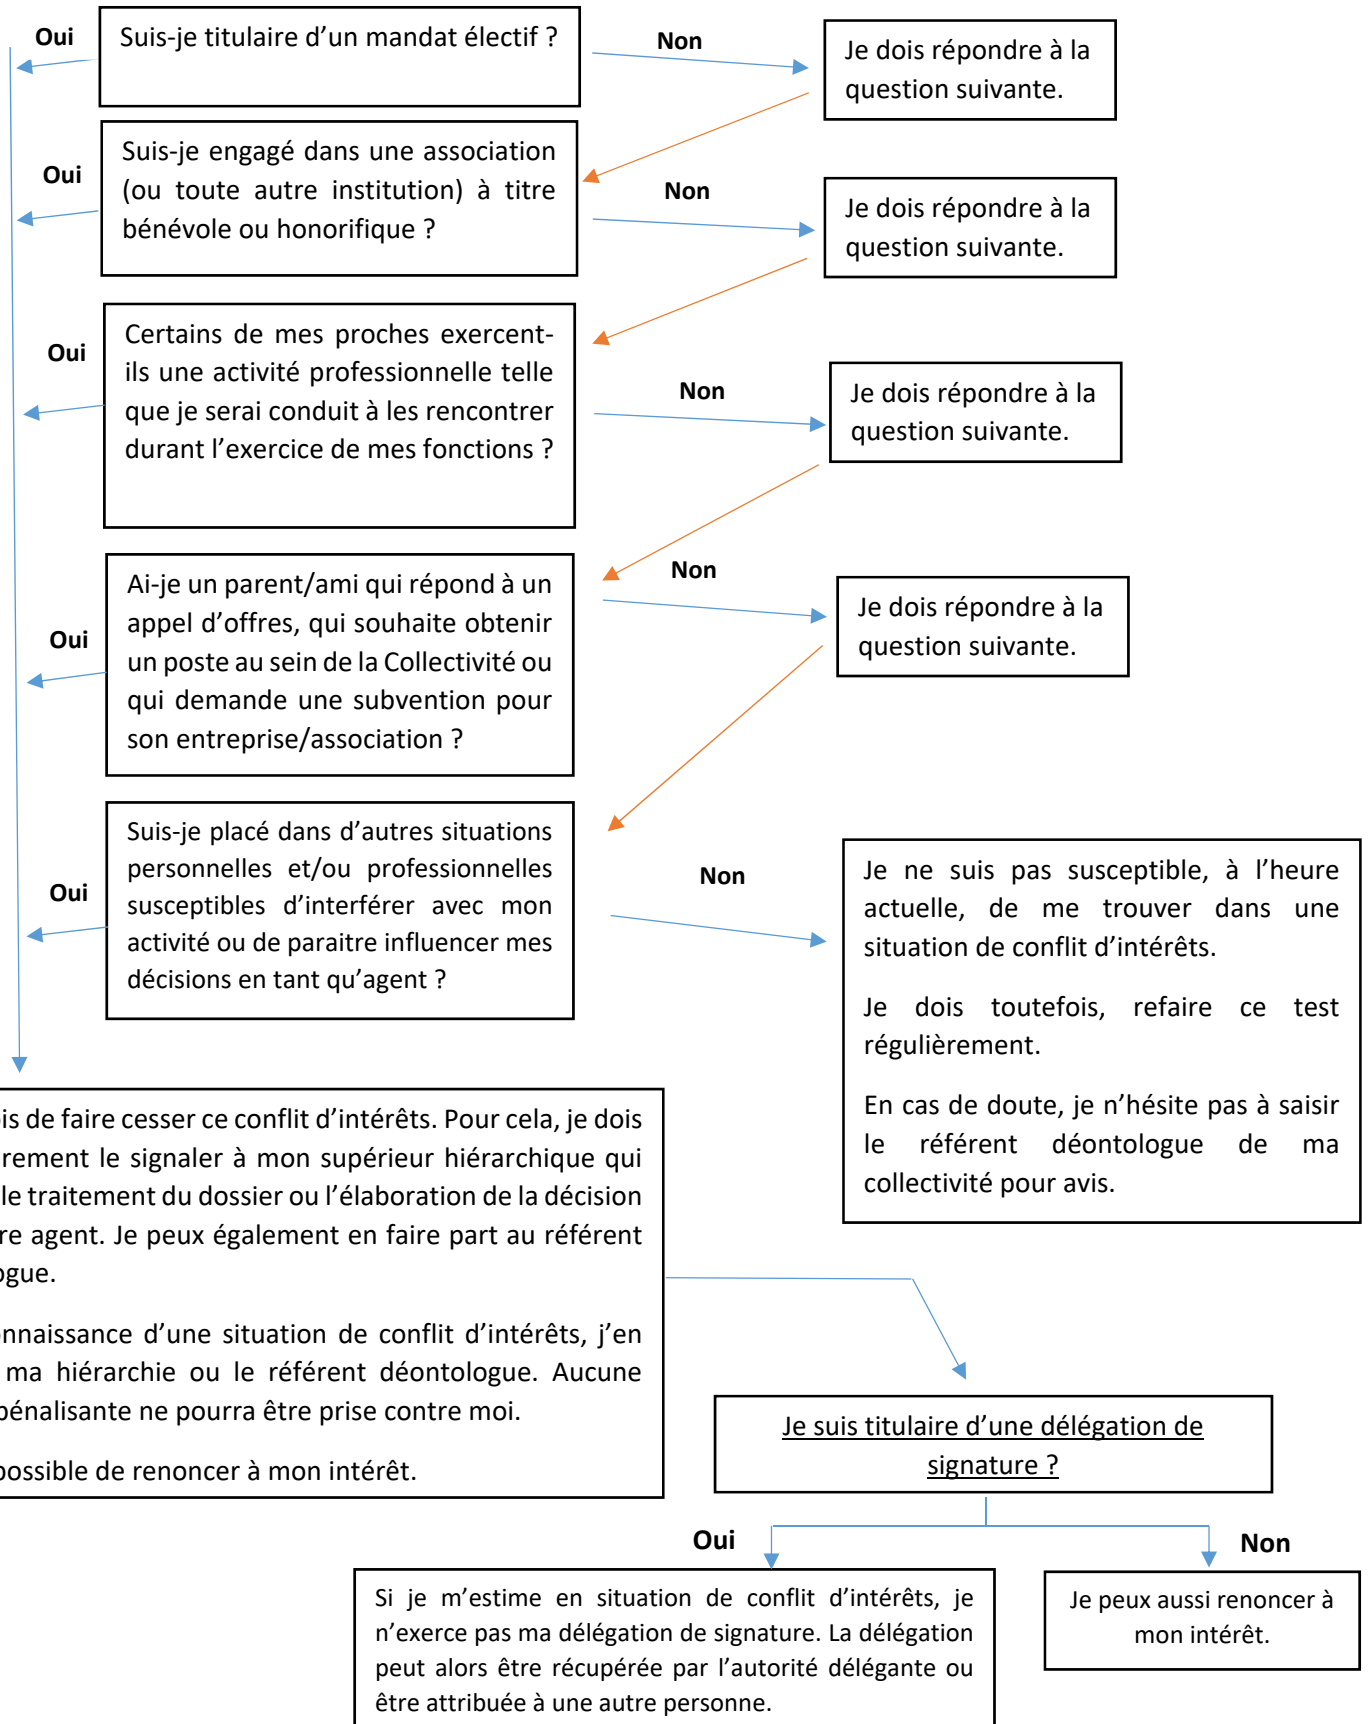 Oui
Suis-je titulaire d’un mandat électif ?
Non
Je dois répondre à la
question suivante.
Oui
Suis-je engagé dans une association
(ou toute autre institution) à titre
bénévole ou honorifique ?
Non
Je dois répondre à la
question suivante.
Oui
Certains de mes proches exercent-
ils une activité professionnelle telle
que je serai conduit à les rencontrer
durant l’exercice de mes fonctions ?
Non
Je dois répondre à la
question suivante.
Oui
Ai-je un parent/ami qui répond à un
appel d’offres, qui souhaite obtenir
un poste au sein de la Collectivité ou
qui demande une subvention pour
son entreprise/association ?
Non
Je dois répondre à la
question suivante.
Oui
Suis-je placé dans d’autres situations
personnelles et/ou professionnelles
susceptibles d’interférer avec mon
activité ou de paraitre influencer mes
décisions en tant qu’agent ?
Non
Je ne suis pas susceptible, à l’heure
actuelle, de me trouver dans une
situation de conflit d’intérêts.
Je dois toutefois, refaire ce test
régulièrement.
En cas de doute, je n’hésite pas à saisir
le référent déontologue de ma
collectivité pour avis.
de faire cesser ce conflit d’intérêts. Pour cela, je dois
le signaler à mon supérieur hiérarchique qui
le traitement du dossier ou l’élaboration de la décision
agent. Je peux également en faire part au référent
d’une situation de conflit d’intérêts, j’en
ma hiérarchie ou le référent déontologue. Aucune
pénalisante ne pourra être prise contre moi.
possible de renoncer à mon intérêt.
Je suis titulaire d’une délégation de
signature ?
Oui
Si je m’estime en situation de conflit d’intérêts, je
n’exerce pas ma délégation de signature. La délégation
peut alors être récupérée par l’autorité délégante ou
être attribuée à une autre personne.
Non
Je peux aussi renoncer à
mon intérêt.